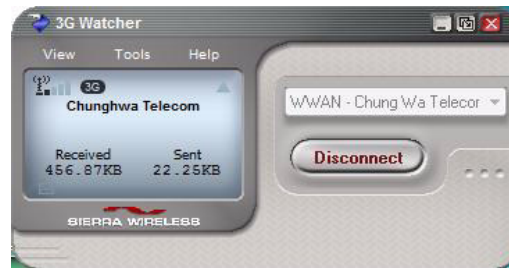 3G Watcher
View Tools Help
3G
Chunghwa Telecom
Received Sent
456.87KB 22.25KB
SIERRA WIRELESS
WWAN - Chung Wa Telecor
Disconnect